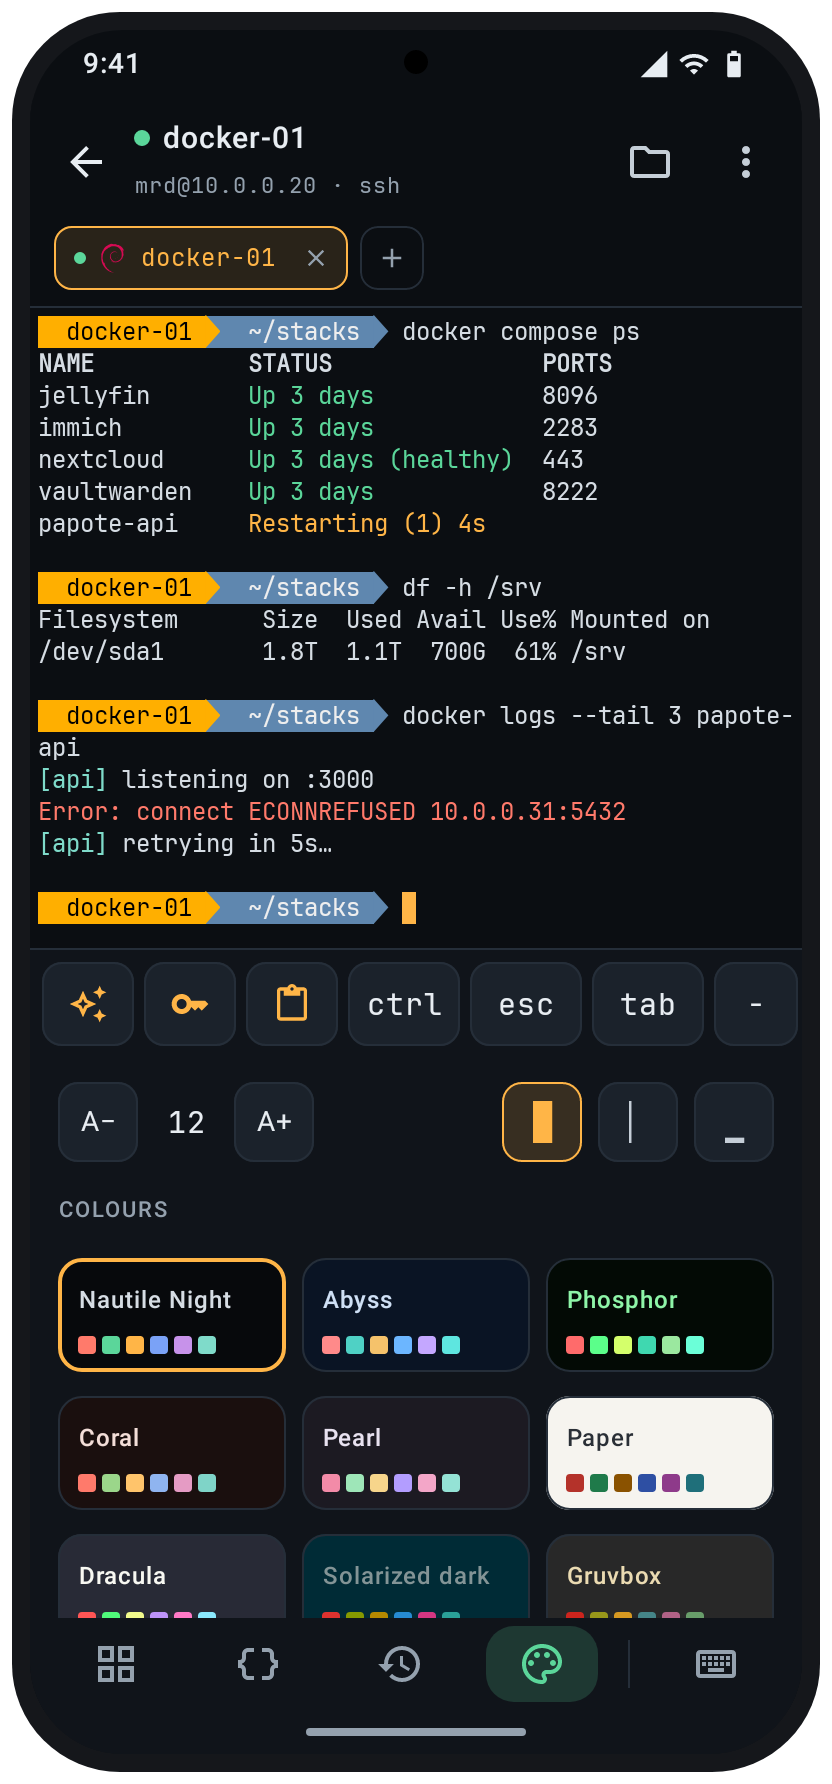 9:41
docker-01
mrd@10.0.0.20 · ssh
docker-01
docker-01 ~/stacks docker compose ps
NAME STATUS PORTS
jellyfin Up 3 days 8096
immich Up 3 days 2283
nextcloud Up 3 days (healthy) 443
vaultwarden Up 3 days 8222
papote-api Restarting (1) 4s
docker-01 ~/stacks df -h /srv
Filesystem Size Used Avail Use% Mounted on
/dev/sda1 1.8T 1.1T 700G 61% /srv
docker-01 ~/stacks docker logs --tail 3 papote-
api
[api] listening on :3000
Error: connect ECONNREFUSED 10.0.0.31:5432
[api] retrying in 5s…
docker-01 ~/stacks
ctrl esc tab -
A− 12 A+
COLOURS
Nautile Night Abyss Phosphor
Coral Pearl Paper
Dracula Solarized dark Gruvbox